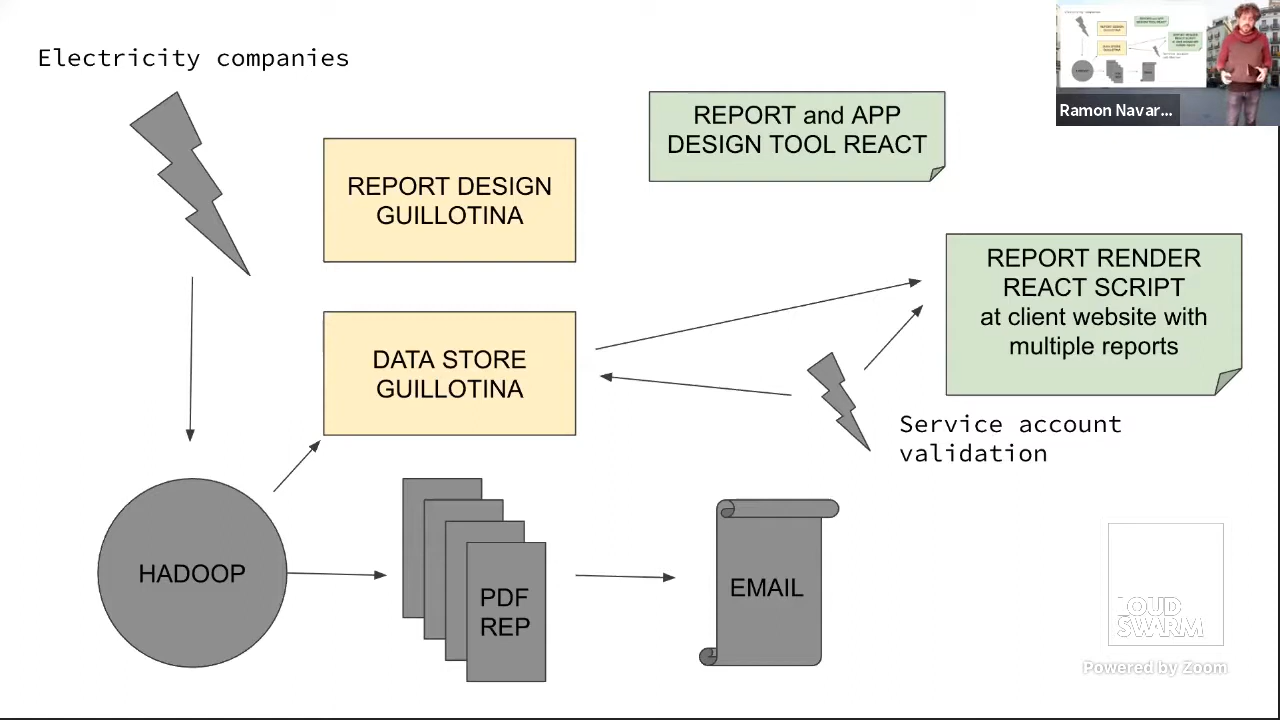 Electricity companies
REPORT and APP
DESIGN TOOL REACT
Ramon Navar...
REPORT DESIGN
GUILLOTINA
REPORT RENDER
REACT SCRIPT
at client website with
multiple reports
DATA STORE
GUILLOTINA
Service account
validation
HADOOP
PDF
REP
EMAIL
LOUD
SWARM
Powered by Zoom